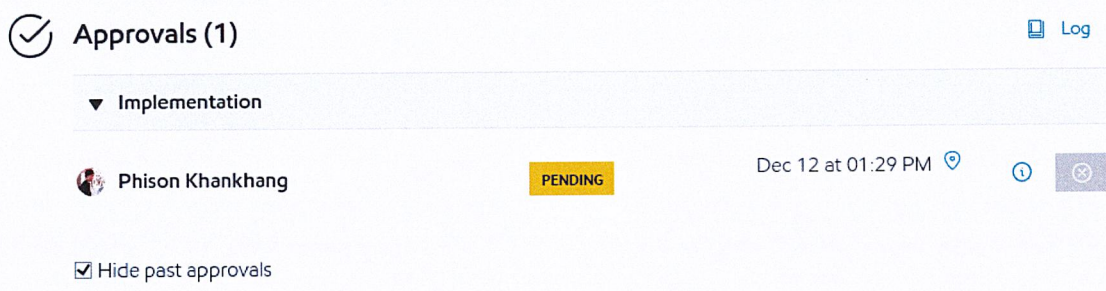 Approvals (1)
Log
Implementation
Phison Khankhang
PENDING
Dec 12 at 01:29 PM
Hide past approvals